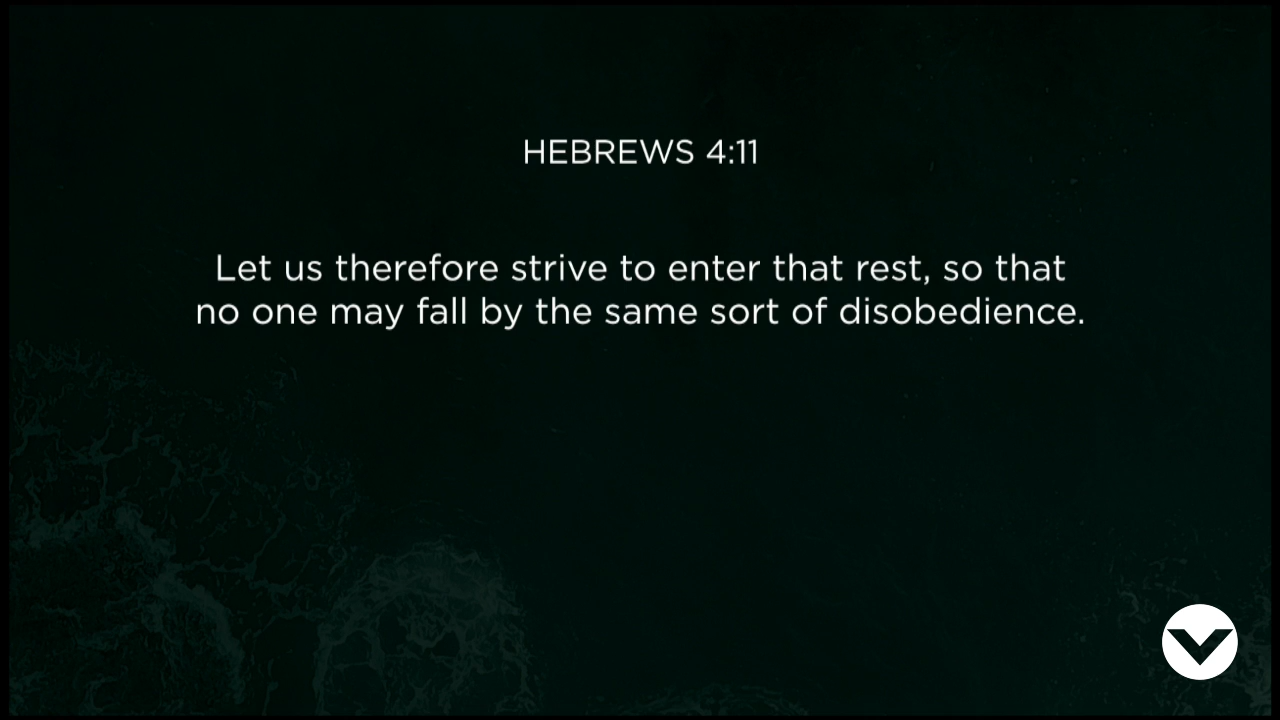 HEBREWS 4:11
Let us therefore strive to enter that rest, so that
no one may fall by the same sort of disobedience.